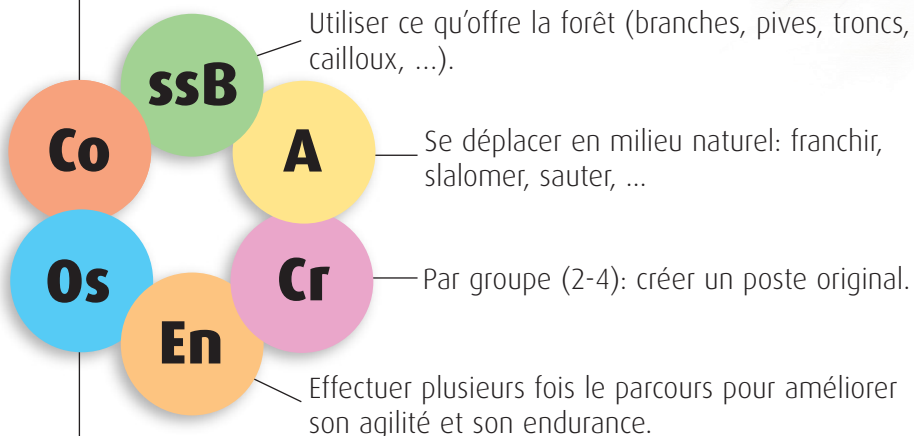 Utiliser ce qu’offre la forêt (branches, pives, troncs,
cailloux, ...).
ssB
Co
A
Se déplacer en milieu naturel: franchir,
slalomer, sauter, ...
Os
Cr
Par groupe (2-4): créer un poste original.
En
Effectuer plusieurs fois le parcours pour améliorer
son agilité et son endurance.